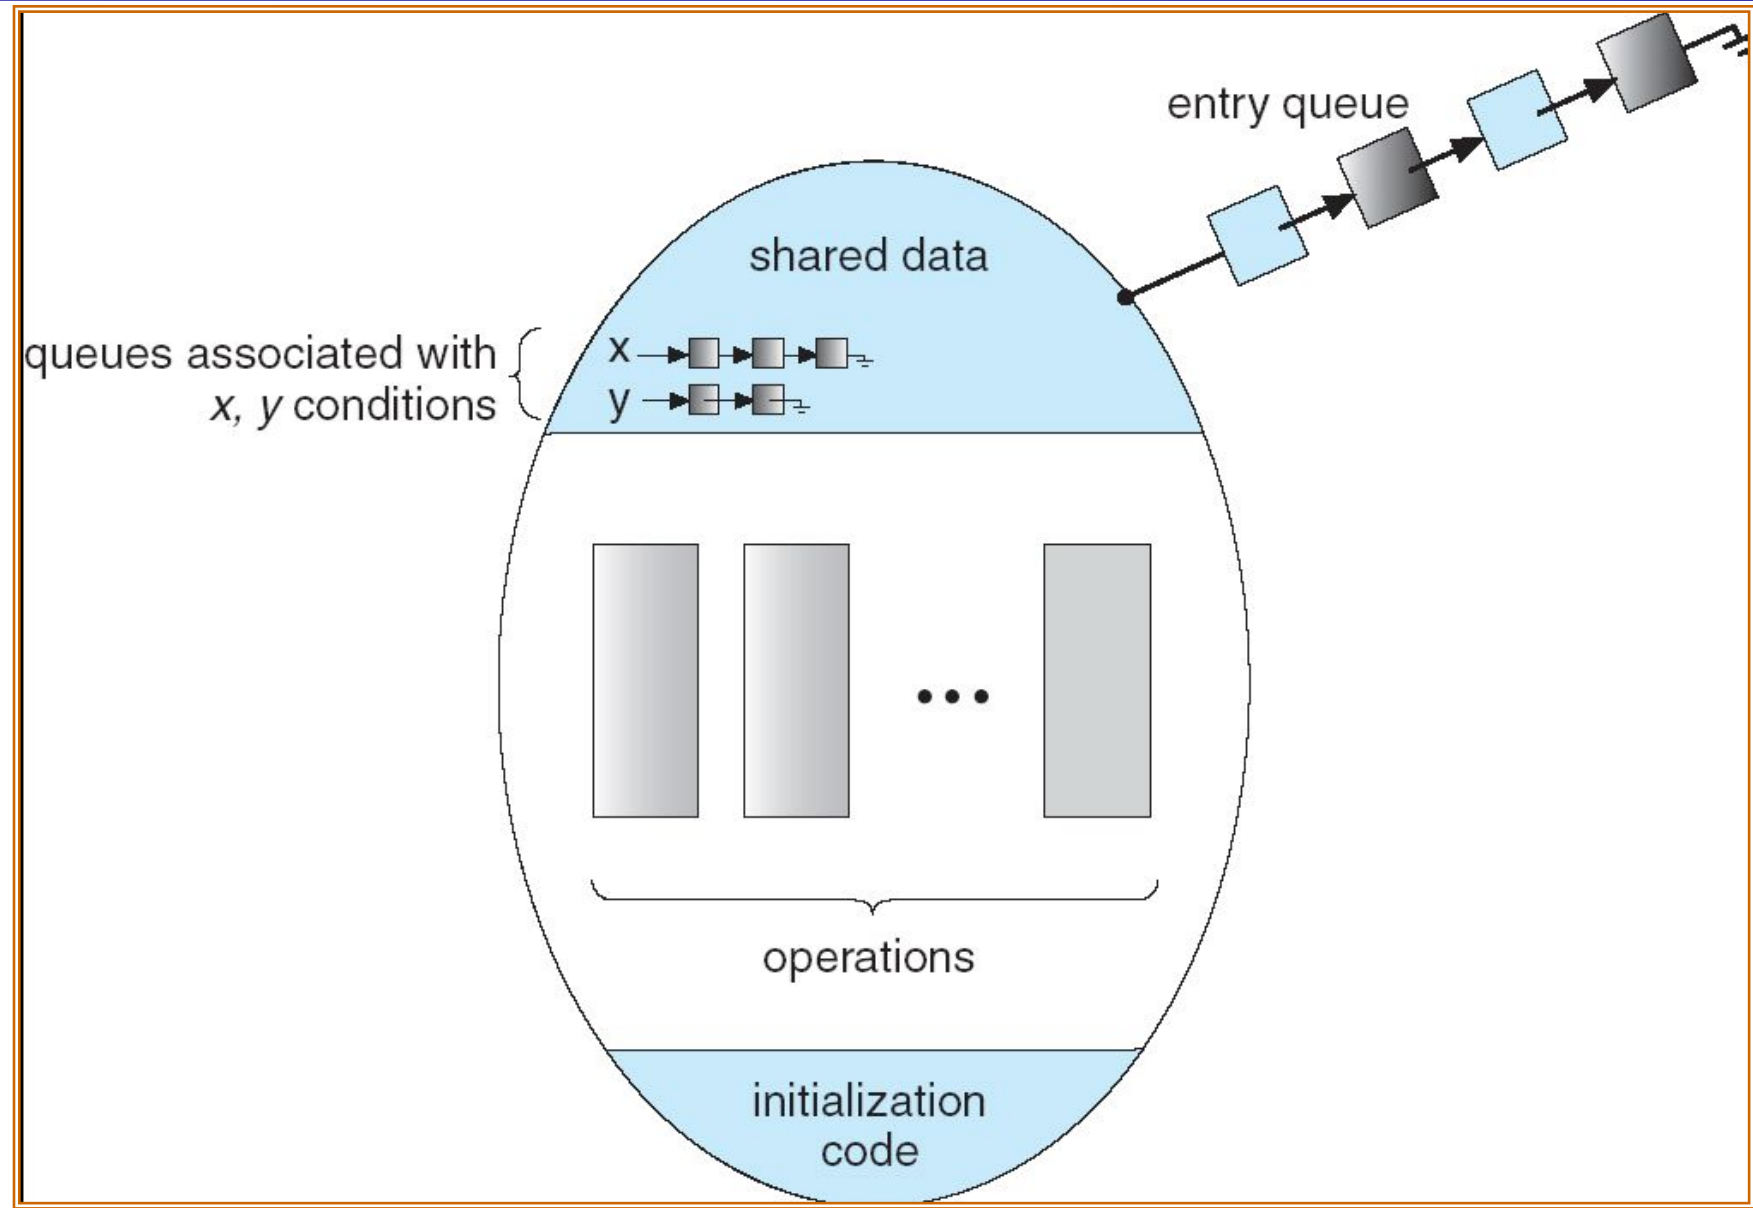 entry queue
shared data
queues associated with
x, y conditions
x
y
operations
initialization
code